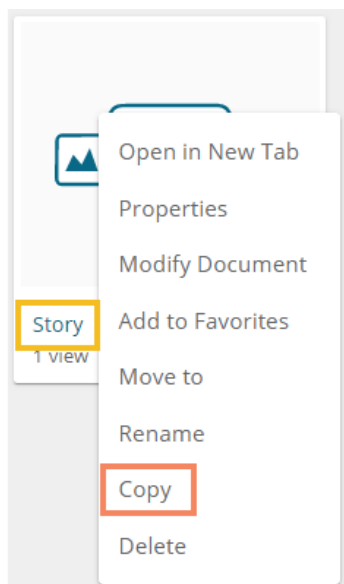 Open in New Tab
Properties
Modify Document
Story
Add to Favorites
1 view
Move to
Rename
Copy
Delete